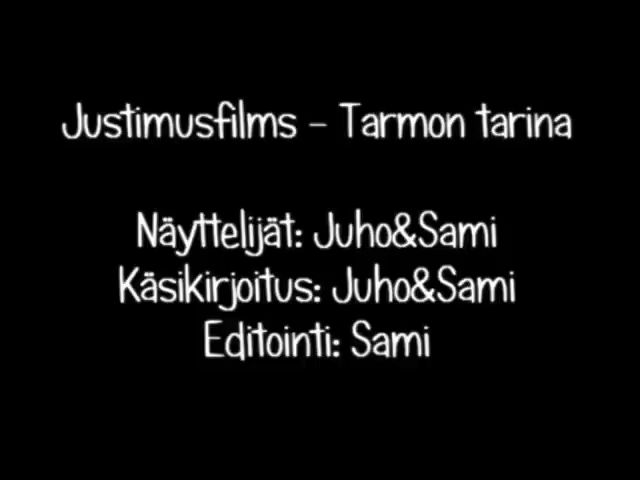 Justimusfilms – Tarmon tarina
Näyttelijät: Juho&Sami
Käsikirjoitus: Juho&Sami
Editointi: Sami